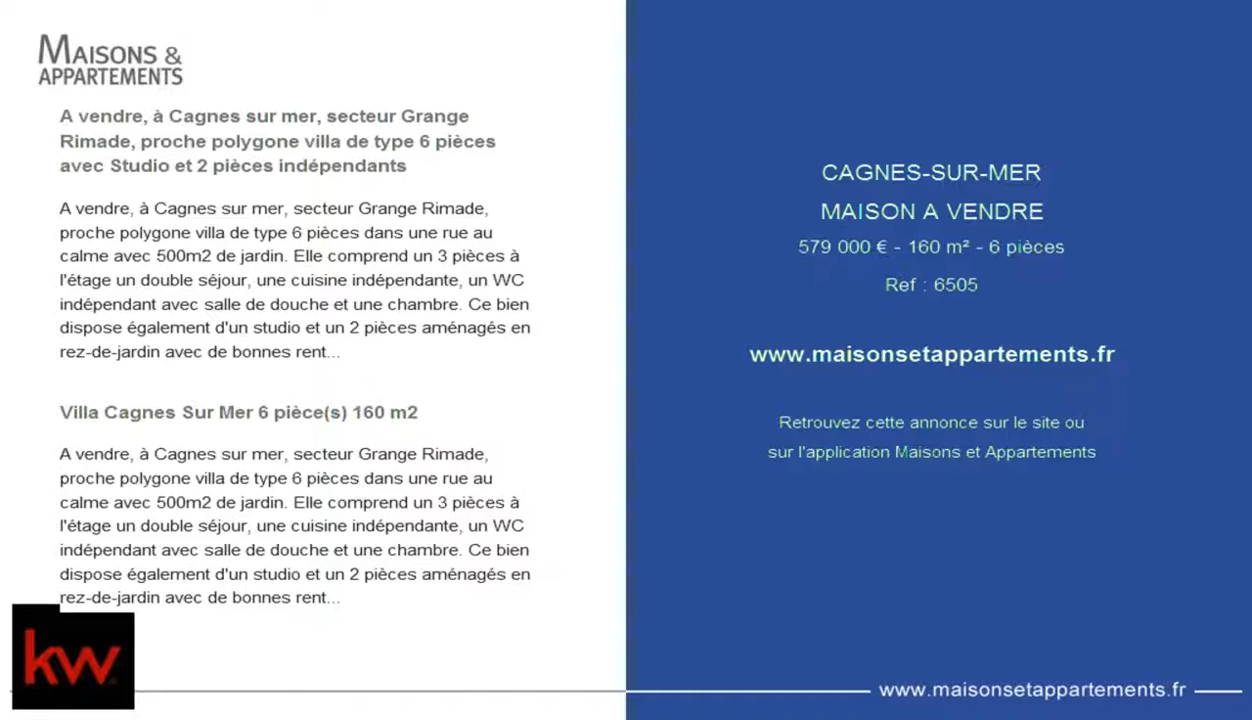 MAISONS &
APPARTEMENTS
A vendre, à Cagnes sur mer, secteur Grange
Rimade, proche polygone villa de type 6 pièces
avec Studio et 2 pièces indépendants
A vendre, à Cagnes sur mer, secteur Grange Rimade,
proche polygone villa de type 6 pièces dans une rue au
calme avec 500m2 de jardin. Elle comprend un 3 pièces à
l'étage un double séjour, une cuisine indépendante, un WC
indépendant avec salle de douche et une chambre. Ce bien
dispose également d'un studio et un 2 pièces aménagés en
rez-de-jardin avec de bonnes rent...
Villa Cagnes Sur Mer 6 pièce(s) 160 m2
A vendre, à Cagnes sur mer, secteur Grange Rimade,
proche polygone villa de type 6 pièces dans une rue au
calme avec 500m2 de jardin. Elle comprend un 3 pièces à
l'étage un double séjour, une cuisine indépendante, un WC
indépendant avec salle de douche et une chambre. Ce bien
dispose également d'un studio et un 2 pièces aménagés en
rez-de-jardin avec de bonnes rent...
kw.
CAGNES-SUR-MER
MAISON A VENDRE
579 000 € - 160 m² - 6 pièces
Ref : 6505
www.maisonsetappartements.fr
Retrouvez cette annonce sur le site ou
sur l'application Maisons et Appartements
www.maisonsetappartements.fr